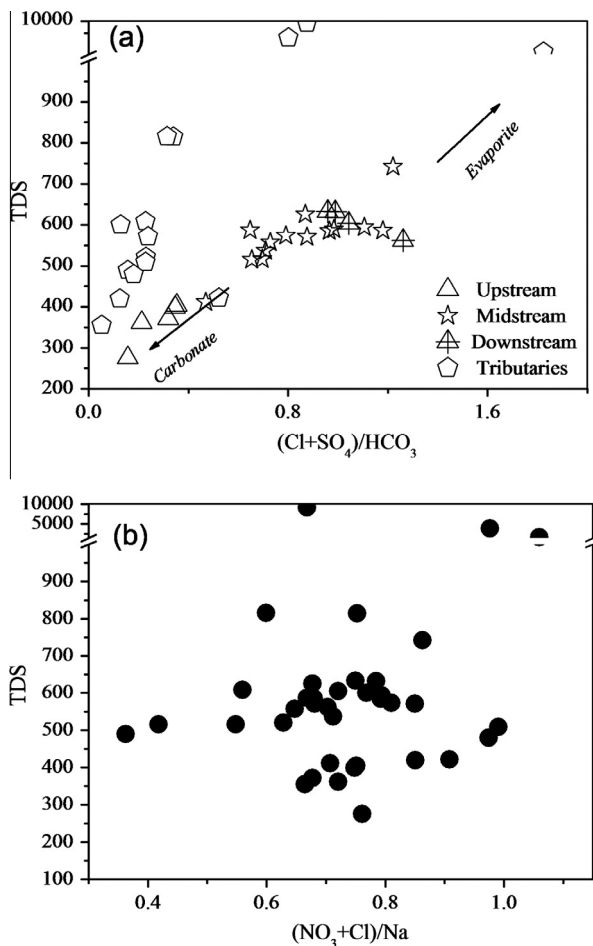 (a)
10000
900
800
700
600
500
400
300
200
TDS
Evaporite
Carbonate
Upstream
Midstream
Downstream
Tributaries
0.0
0.8
1.6
(Cl+SO₄)/HCO₃
(b)
10000
5000
900
800
700
600
500
400
300
100
TDS
0.4
0.6
0.8
1.0
(NO₃+Cl)/Na